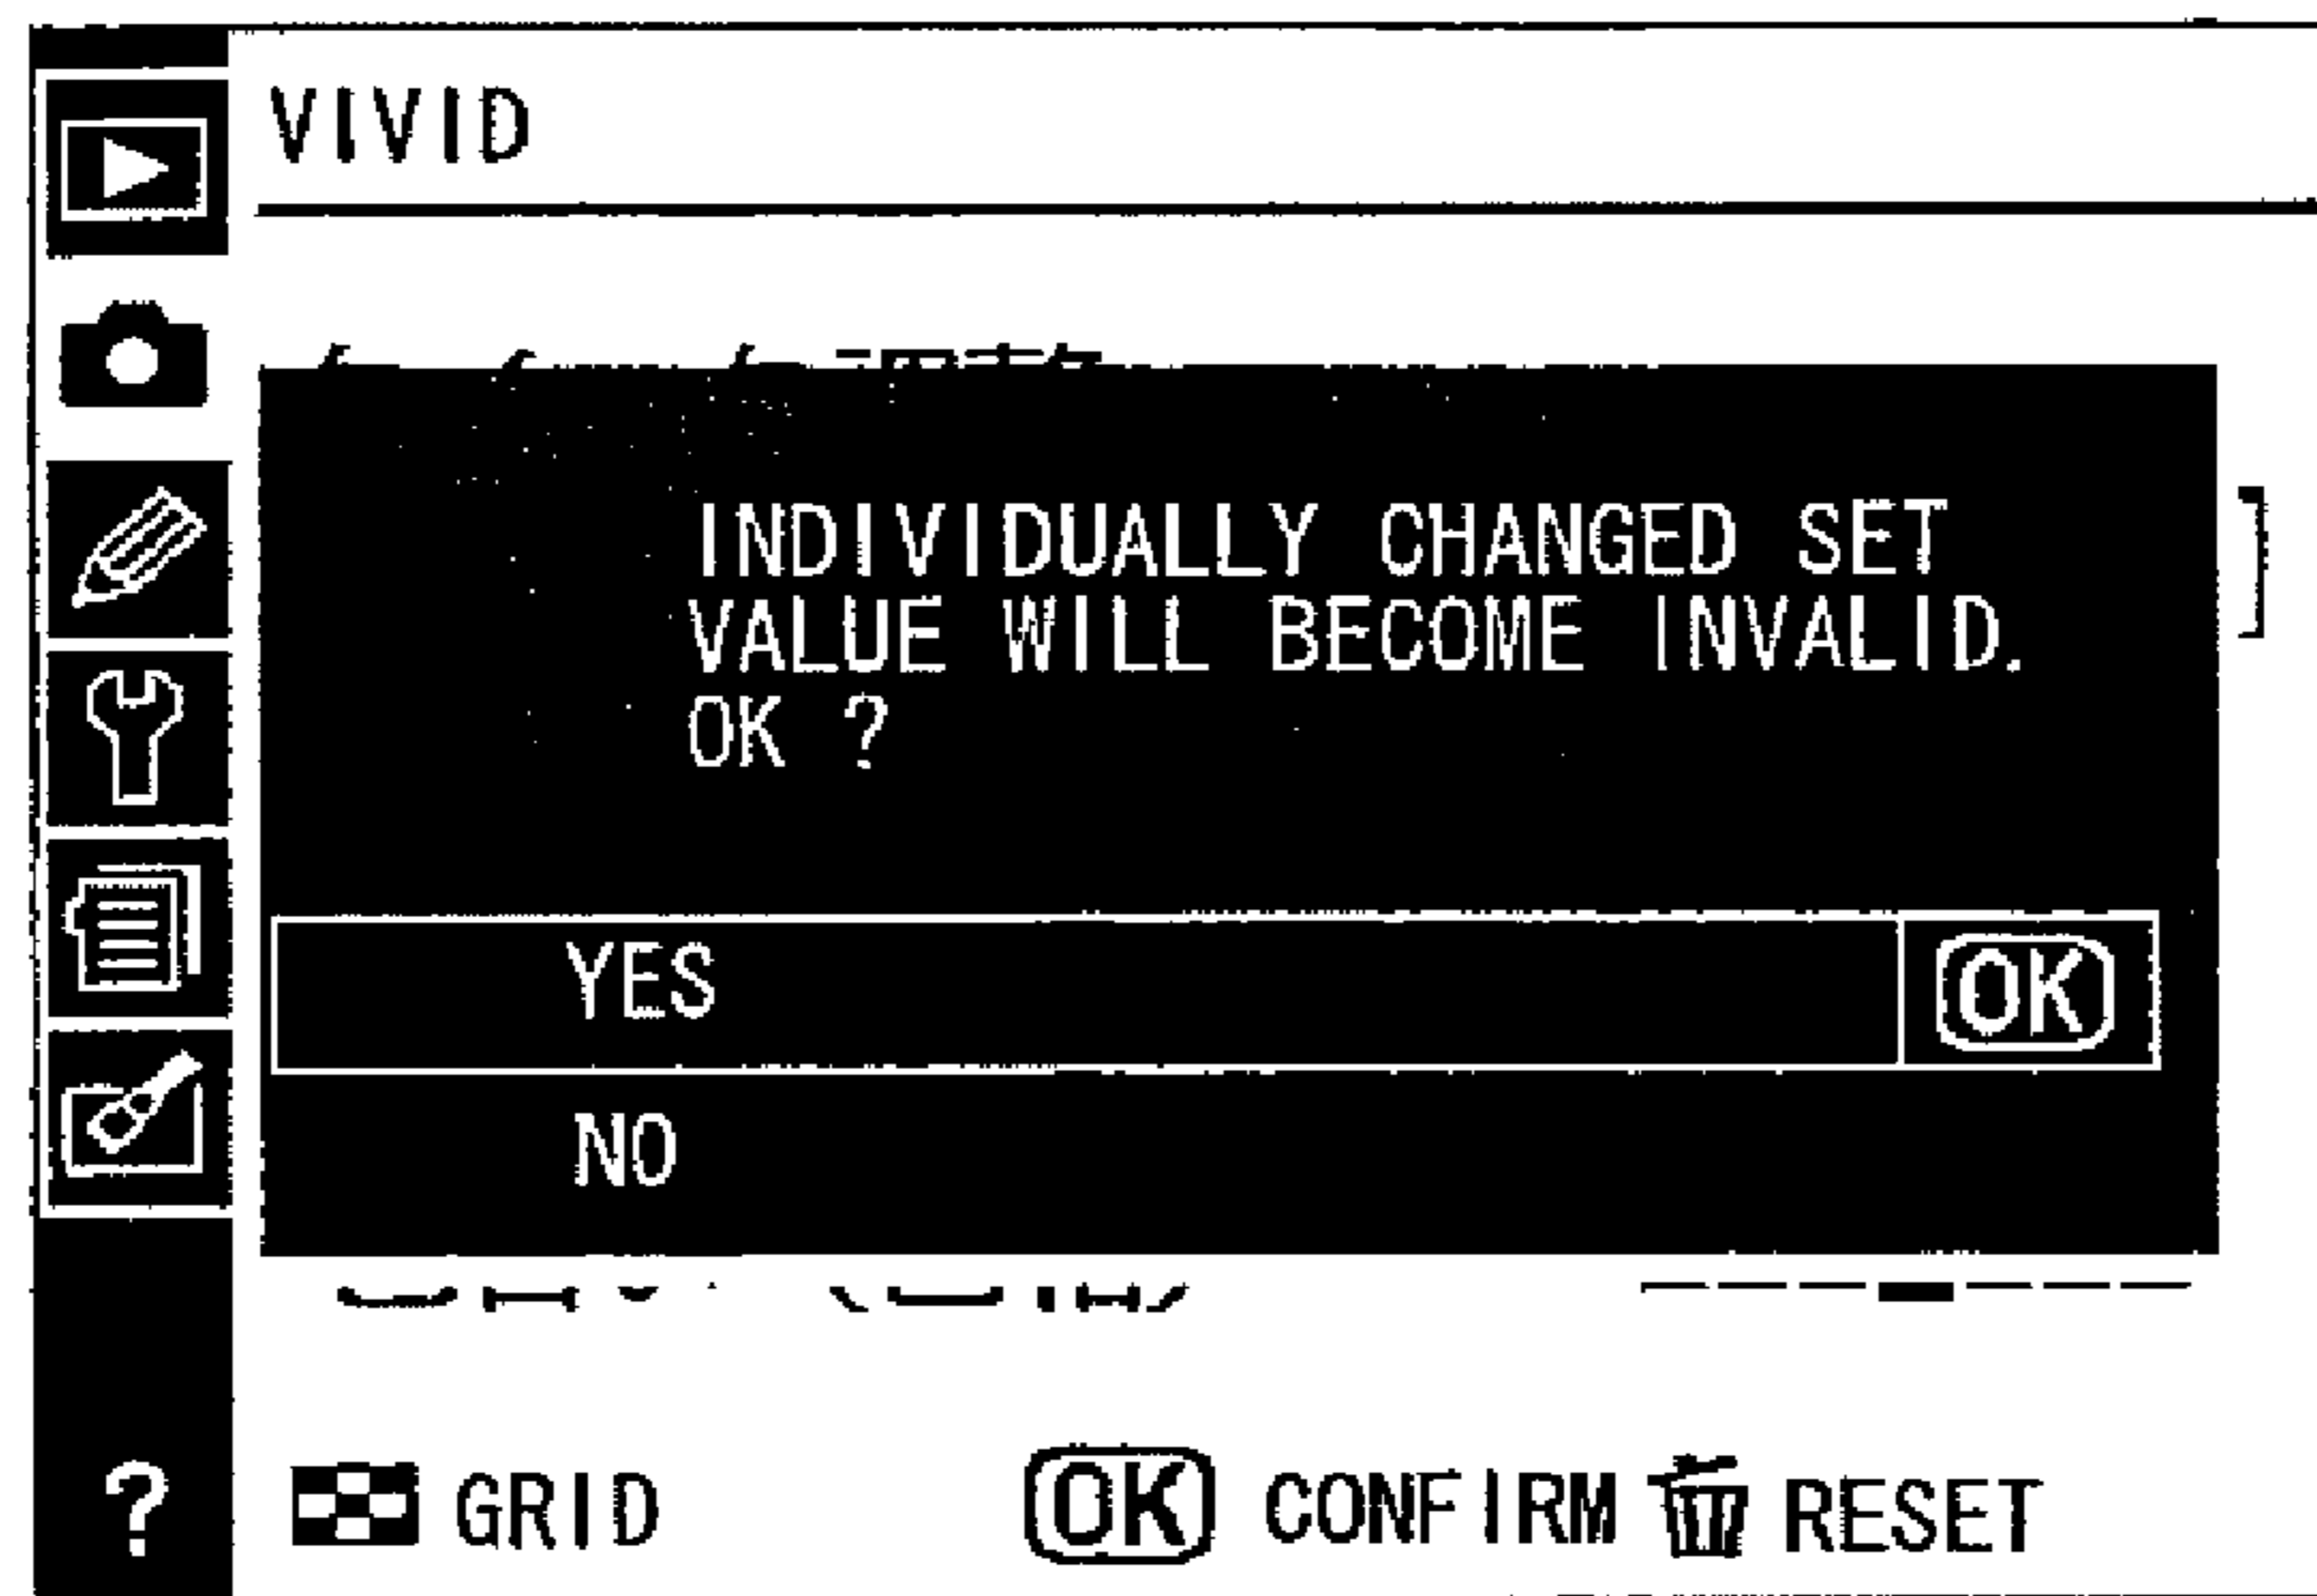 VIVID
INDIVIDUALLY CHANGED SET
VALUE WILL BECOME INVALID.
OK ?
YES OK
NO
? GRID OK CONFIRM RESET